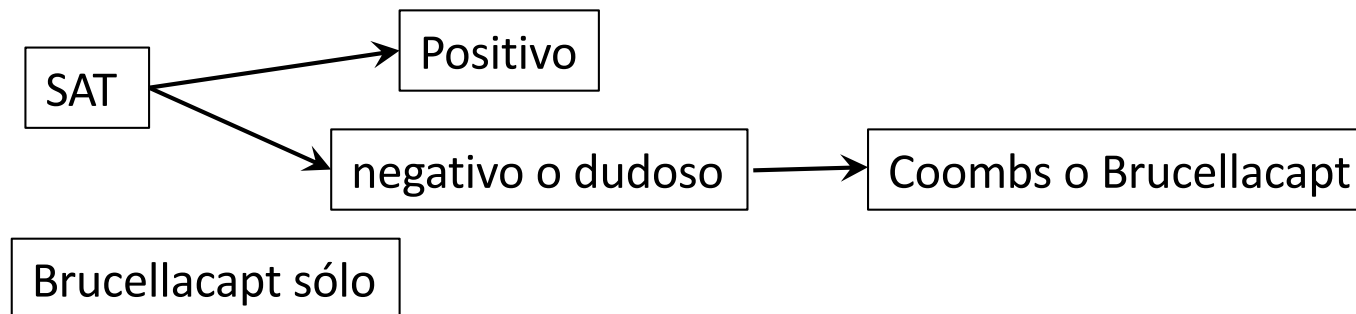 SAT
Positivo
negativo o dudoso
Coombs o Brucellacapt
Brucellacapt sólo